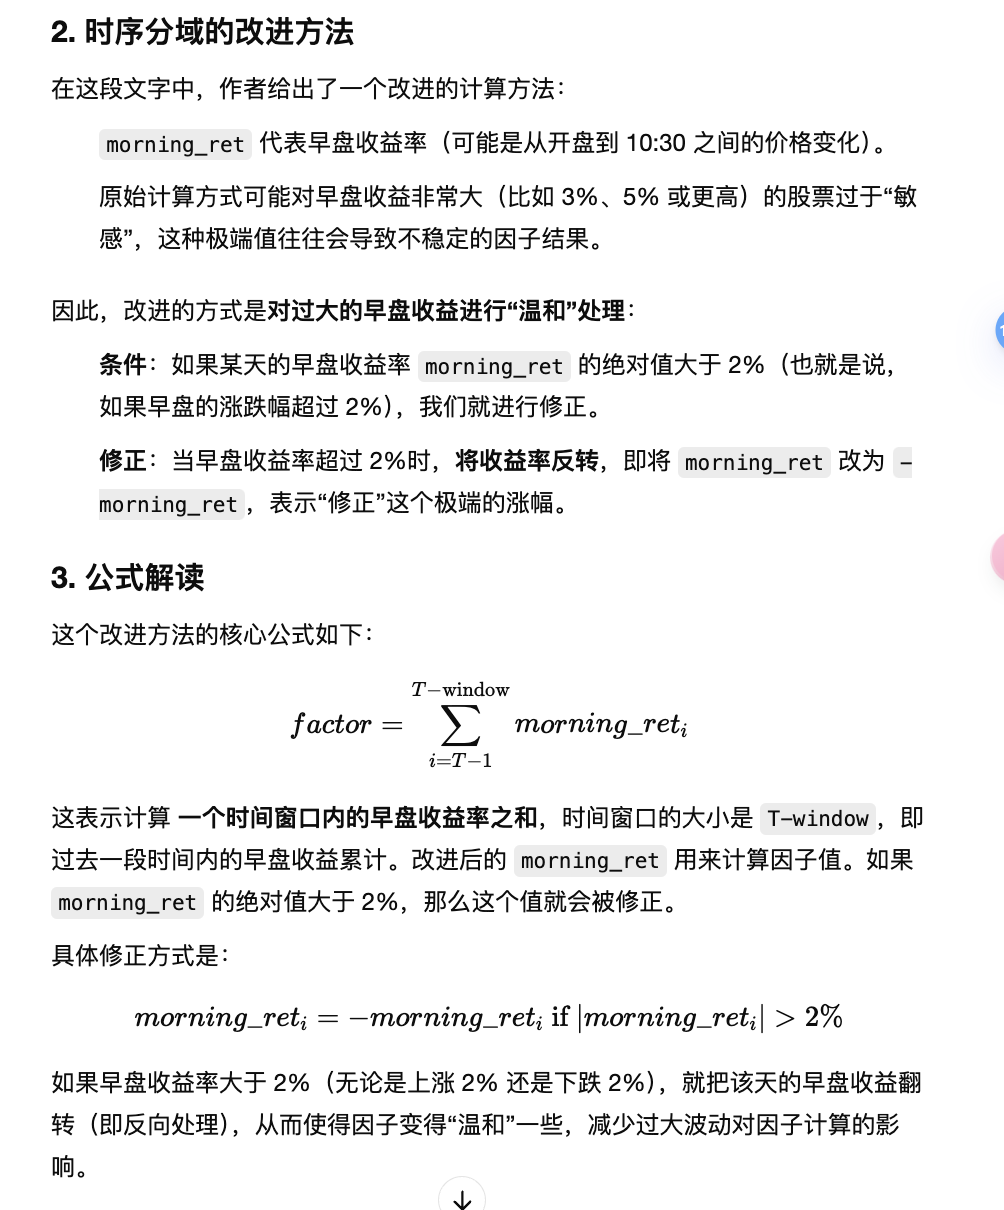 2. 时序分域的改进方法
在这段文字中，作者给出了一个改进的计算方法：
morning_ret 代表早盘收益率（可能是从开盘到 10:30 之间的价格变化）。
原始计算方式可能对早盘收益非常大（比如 3%、5% 或更高）的股票过于“敏
感”，这种极端值往往会导致不稳定的因子结果。
因此，改进的方式是对过大的早盘收益进行“温和”处理：
条件：如果某天的早盘收益率 morning_ret 的绝对值大于 2%（也就是说，
如果早盘的涨跌幅超过 2%），我们就进行修正。
修正：当早盘收益率超过 2%时，将收益率反转，即将 morning_ret 改为 -
morning_ret，表示“修正”这个极端的涨幅。
3. 公式解读
这个改进方法的核心公式如下：
T−window
factor = ∑ morning_ret_i
i=T−1
这表示计算 一个时间窗口内的早盘收益率之和，时间窗口的大小是 T-window，即
过去一段时间内的早盘收益累计。改进后的 morning_ret 用来计算因子值。如果
morning_ret 的绝对值大于 2%，那么这个值就会被修正。
具体修正方式是：
morning_ret_i = −morning_ret_i if |morning_ret_i| > 2%
如果早盘收益率大于 2%（无论是上涨 2% 还是下跌 2%），就把该天的早盘收益翻
转（即反向处理），从而使得因子变得“温和”一些，减少过大波动对因子计算的影
响。